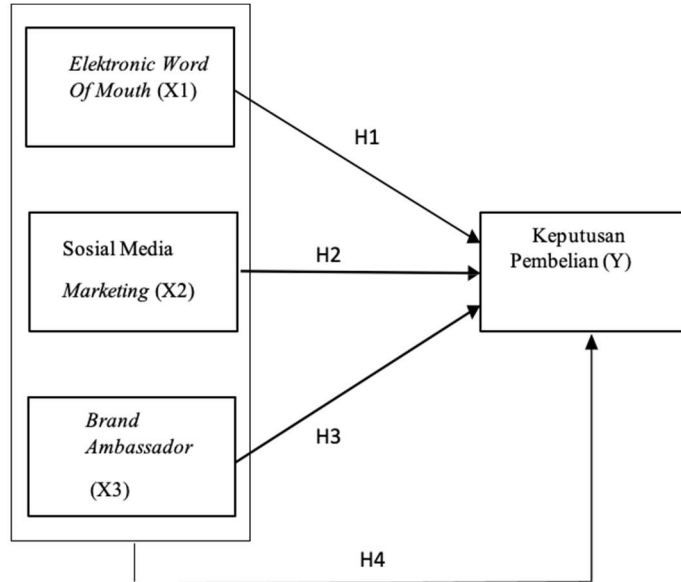 Elektronic Word
Of Mouth (X1)
H1
Sosial Media
Marketing (X2)
H2
Keputusan
Pembelian (Y)
Brand
Ambassador
(X3)
H3
H4